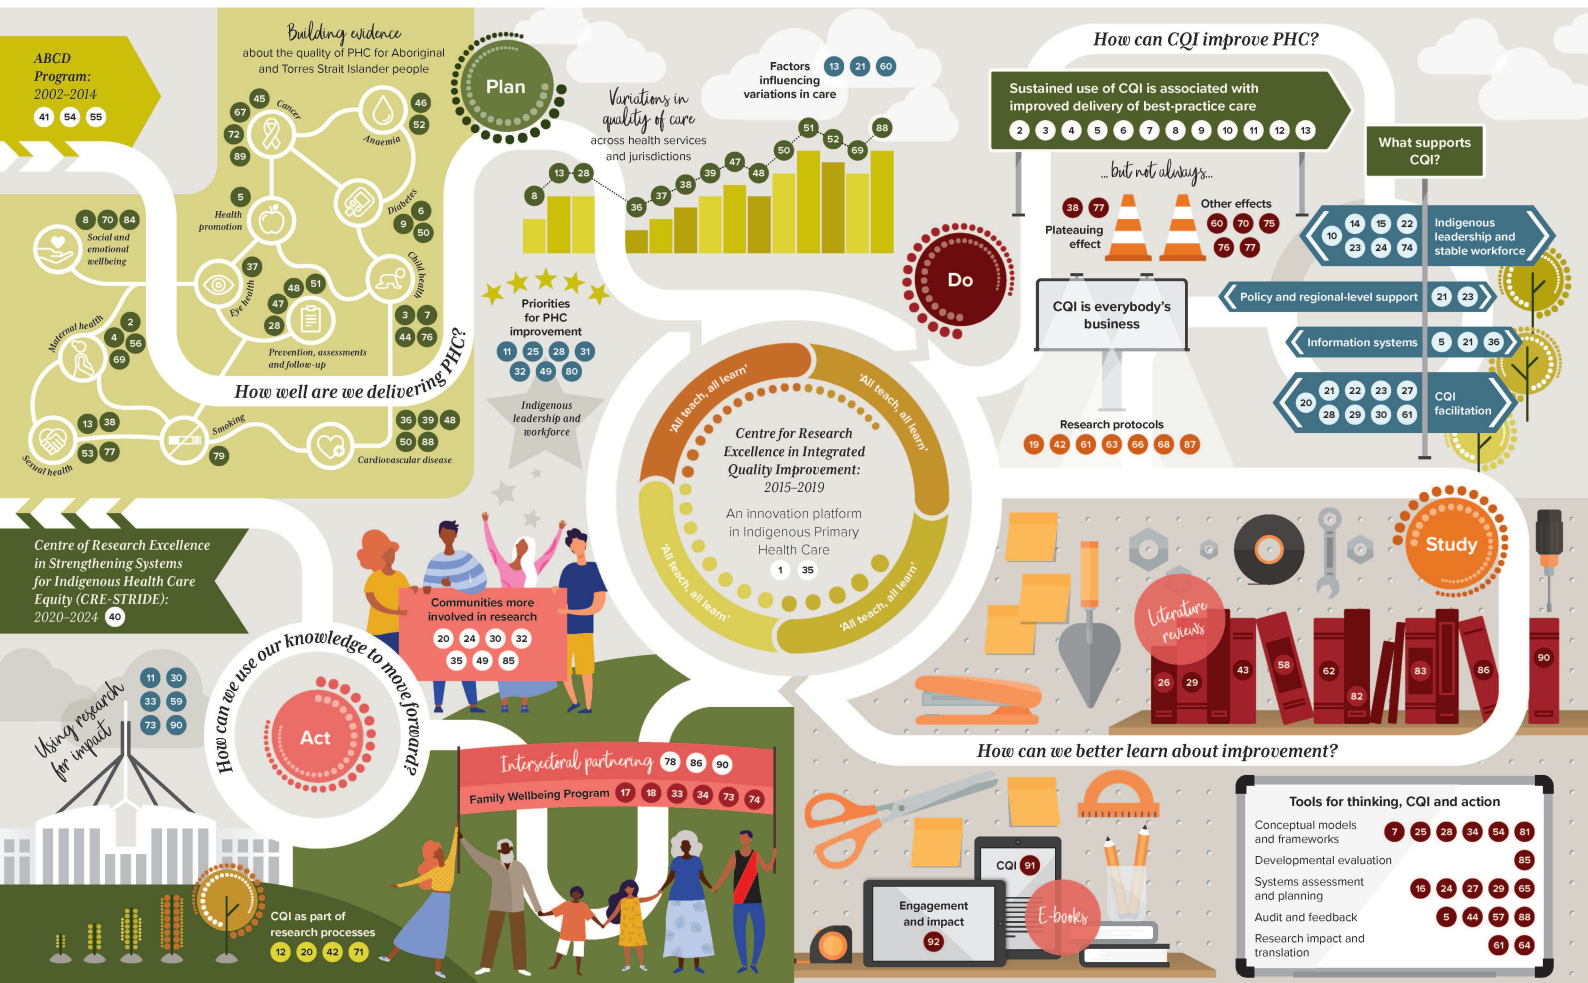 ABCD
Program:
2002–2014
41 54 55
Building evidence
about the quality of PHC for Aboriginal
and Torres Strait Islander people
45
67
72
89
Cancer
46
52
Anaemia
5
Health
promotion
Diabetes
6
9
50
8 70 84
Social and
emotional
wellbeing
37
Eye health
48 51
47
28
Prevention, assessments
and follow-up
Child health
3 7
44 76
Maternal health
2
4 56
69
How well are we delivering PHC?
13 38
53 77
Sexual health
Smoking
79
36 39 48
50 88
Cardiovascular disease
Plan
Variations in
quality of care
across health services
and jurisdictions
Factors
influencing
variations in care
13 21 60
8 13 28 36 37 38 39 47 48 50 51 52 69 88
Priorities
for PHC
improvement
11 25 28 31
32 49 80
Indigenous
leadership and
workforce
Do
How can CQI improve PHC?
Sustained use of CQI is associated with
improved delivery of best-practice care
2 3 4 5 6 7 8 9 10 11 12 13
...but not always...
38 77
Plateauing
effect
Other effects
60 70 75
76 77
What supports
CQI?
14 15 22
10
23 24 74
Indigenous
leadership and
stable workforce
Policy and regional-level support 21 23
Information systems 5 21 36
21 22 23 27
20
28 29 30 61
CQI
facilitation
CQI is everybody's
business
Research protocols
19 42 61 63 66 68 87
'All teach, all learn'
'All teach, all learn'
'All teach, all learn'
'All teach, all learn'
Centre for Research
Excellence in Integrated
Quality Improvement:
2015–2019
An innovation platform
in Indigenous Primary
Health Care
1 35
Study
Literature
reviews
26 29 43 58 62 82 83 86 90
How can we better learn about improvement?
Tools for thinking, CQI and action
Conceptual models
and frameworks
7 25 28 34 54 81
Developmental evaluation 85
Systems assessment
and planning
16 24 27 29 65
Audit and feedback 5 44 57 88
Research impact and
translation
61 64
CQI 91
Engagement
and impact
92
E-books
Centre of Research Excellence
in Strengthening Systems
for Indigenous Health Care
Equity (CRE-STRIDE):
2020–2024 40
How can we use our knowledge to move forward?
Act
Communities more
involved in research
20 24 30 32
35 49 85
Using research
for impact
11 30
33 59
73 90
Intersectoral partnering 78 86 90
Family Wellbeing Program 17 18 33 34 73 74
CQI as part of
research processes
12 20 42 71